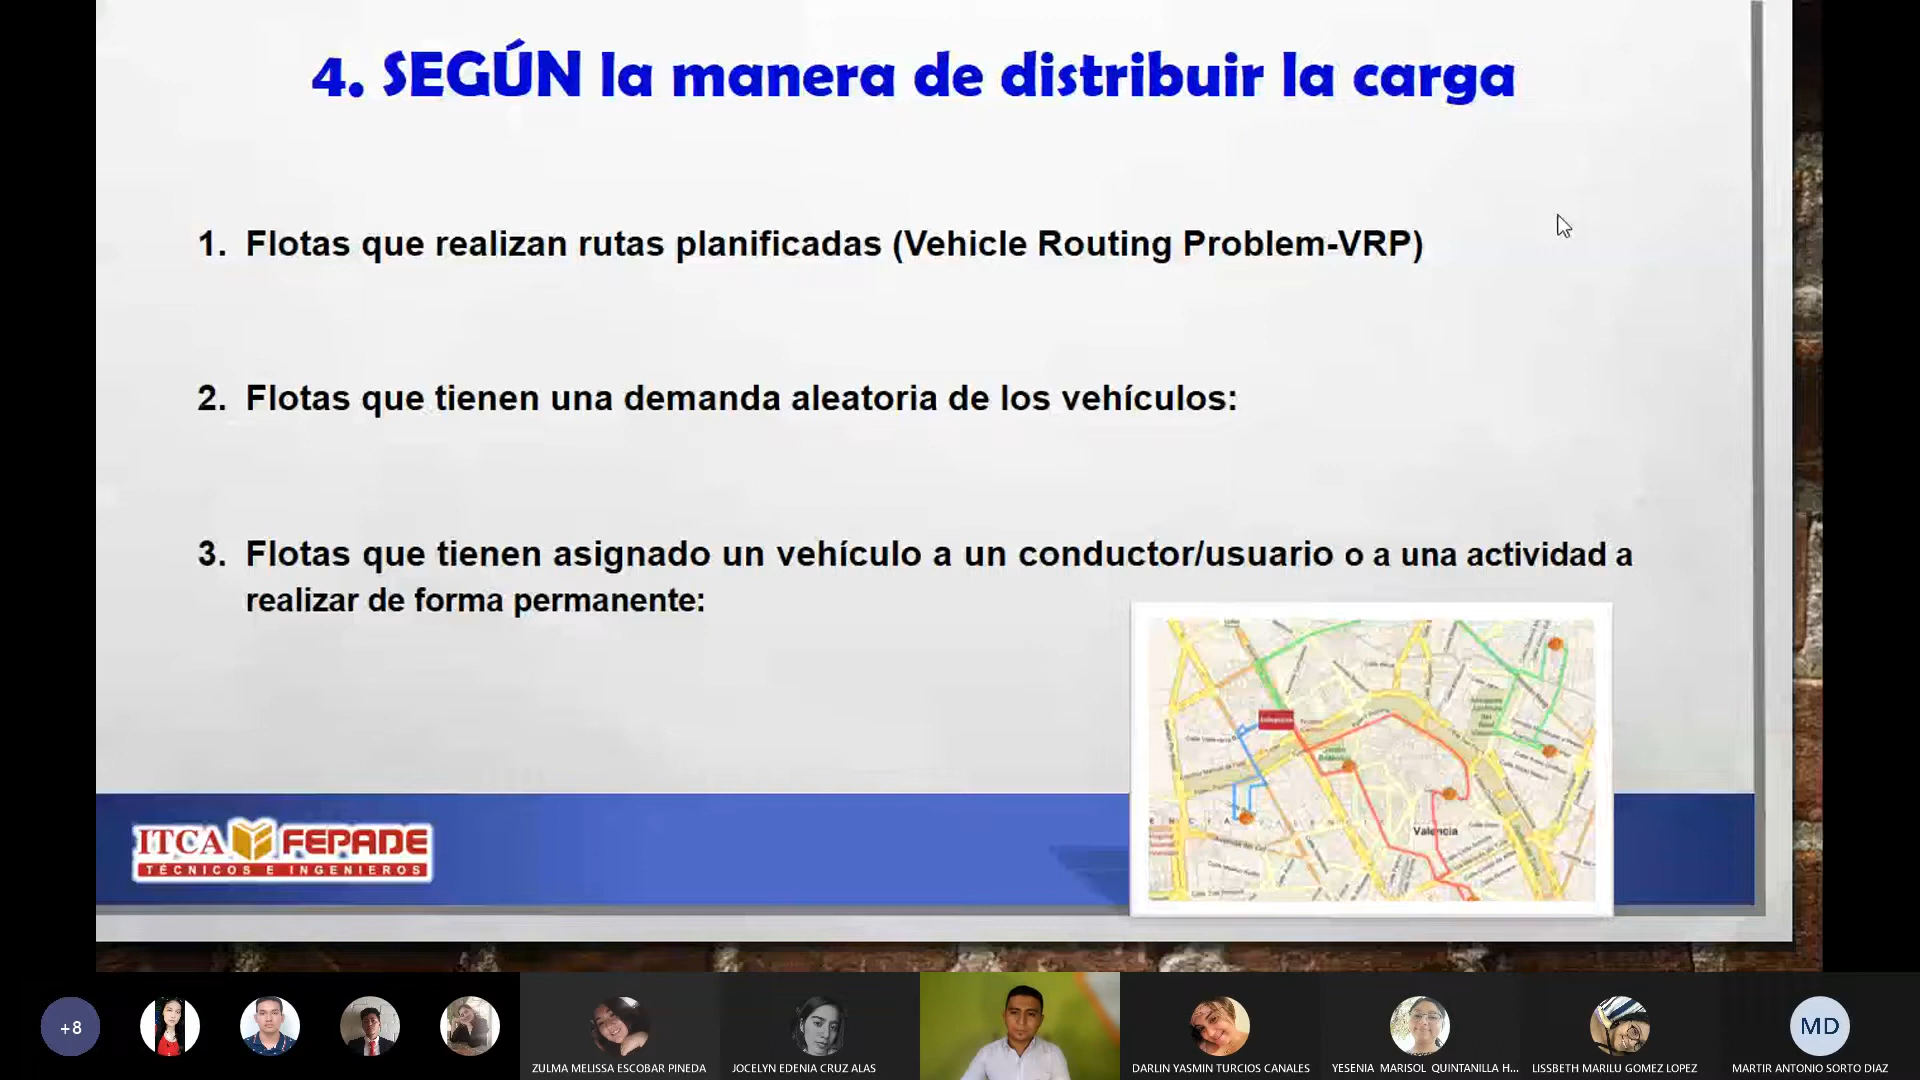 4. SEGÚN la manera de distribuir la carga
1. Flotas que realizan rutas planificadas (Vehicle Routing Problem-VRP)
2. Flotas que tienen una demanda aleatoria de los vehículos:
3. Flotas que tienen asignado un vehículo a un conductor/usuario o a una actividad a
realizar de forma permanente:
Valencia
ITCA FEPADE
TÉCNICOS E INGENIEROS
+8
ZULMA MELISSA ESCOBAR PINEDA
JOCELYN EDENIA CRUZ ALAS
DARLIN YASMIN TURCIOS CANALES
YESENIA MARISOL QUINTANILLA H...
LISSBETH MARILU GOMEZ LOPEZ
MD
MARTIR ANTONIO SORTO DIAZ